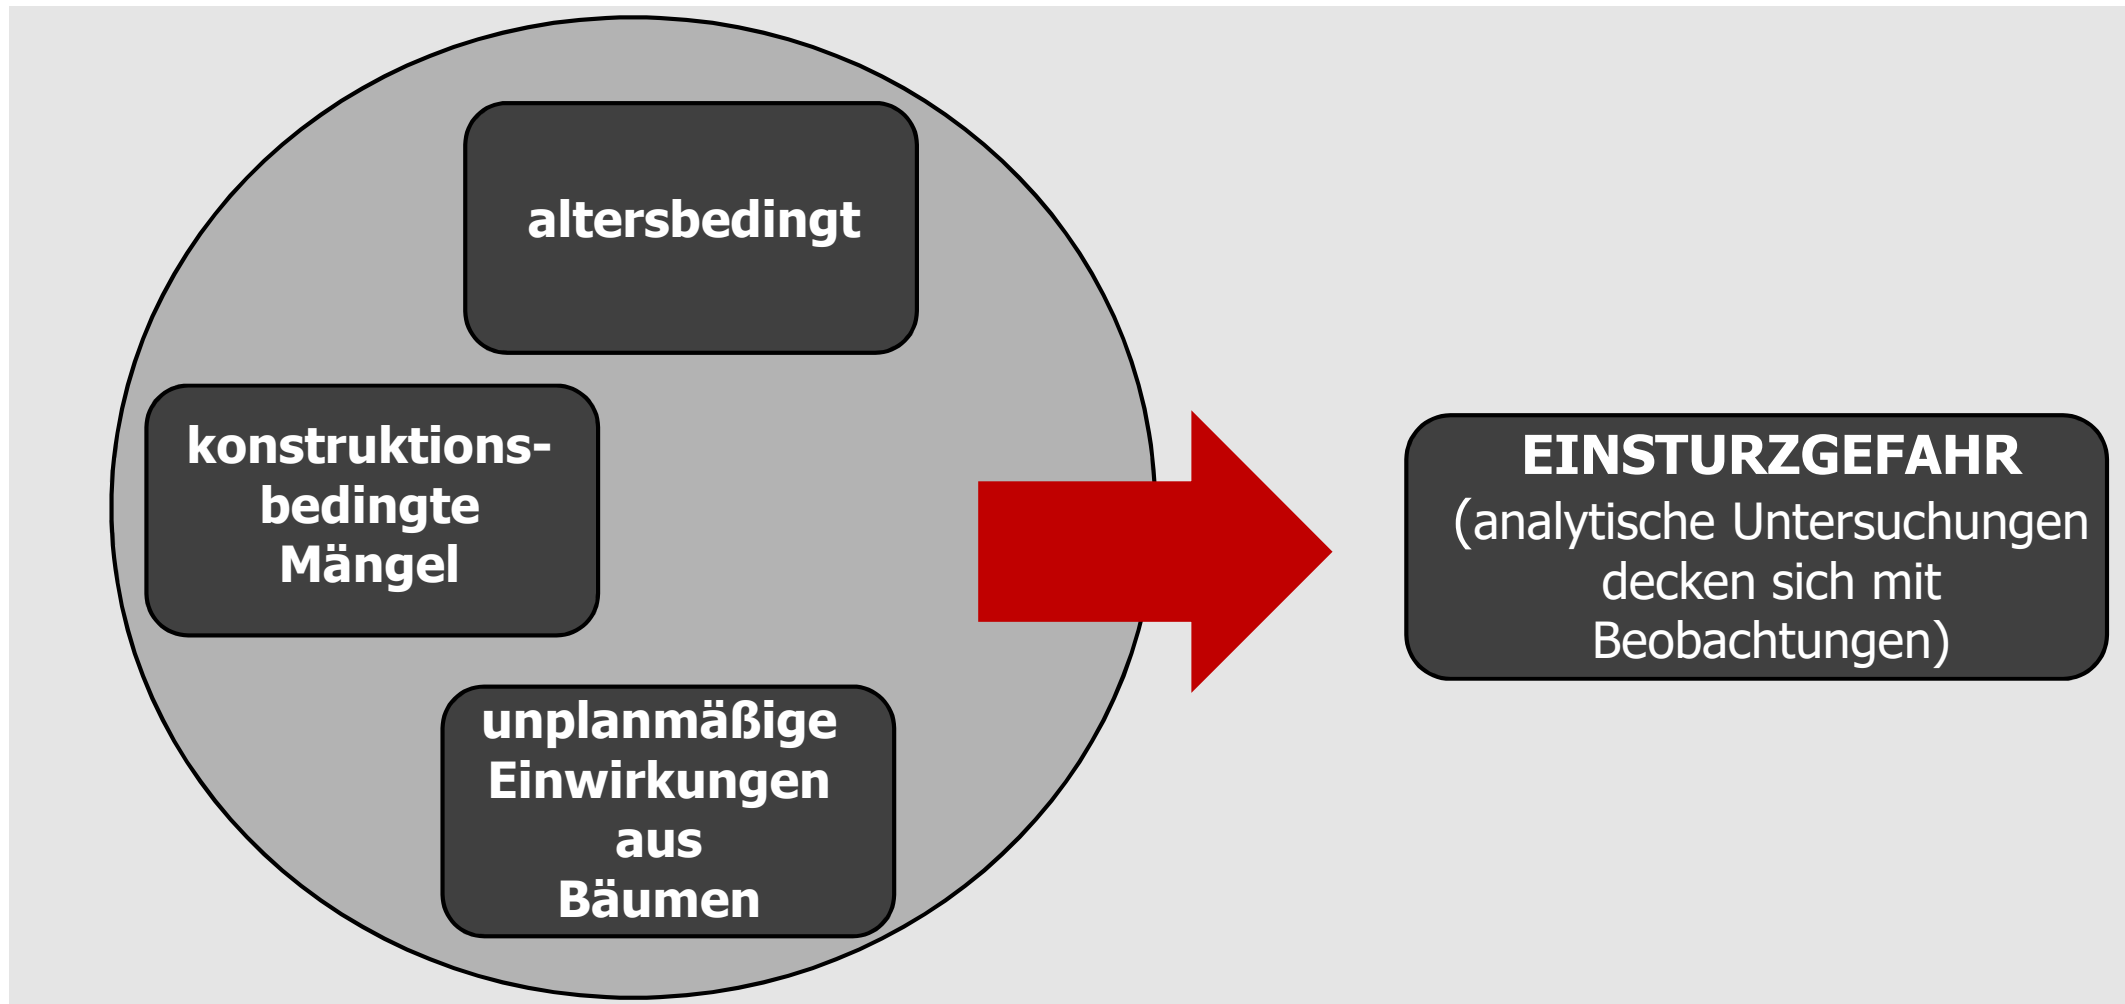 altersbedingt
konstruktions-
bedingte
Mängel
unplanmäßige
Einwirkungen
aus
Bäumen
EINSTURZGEFAHR
(analytische Untersuchungen
decken sich mit
Beobachtungen)